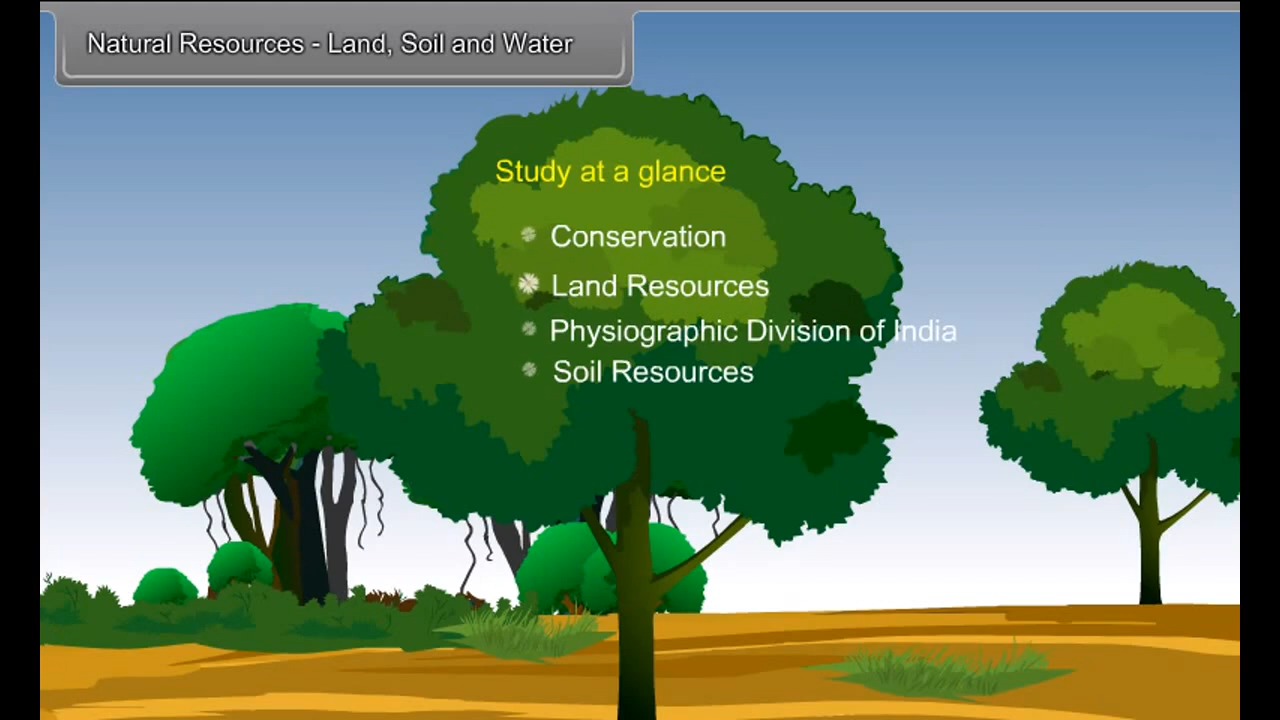 Natural Resources - Land, Soil and Water
Study at a glance
Conservation
Land Resources
Physiographic Division of India
Soil Resources